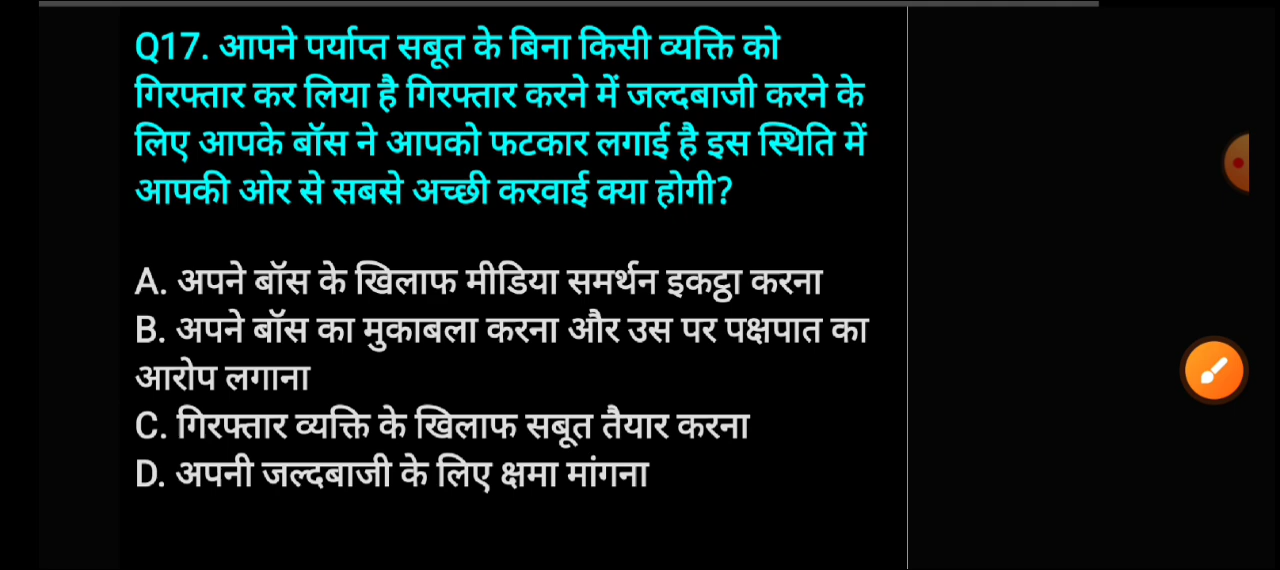 Q17. आपने पर्याप्त सबूत के बिना किसी व्यक्ति को
गिरफ्तार कर लिया है गिरफ्तार करने में जल्दबाजी करने के
लिए आपके बॉस ने आपको फटकार लगाई है इस स्थिति में
आपकी ओर से सबसे अच्छी करवाई क्या होगी?
A. अपने बॉस के खिलाफ मीडिया समर्थन इकट्ठा करना
B. अपने बॉस का मुकाबला करना और उस पर पक्षपात का
आरोप लगाना
C. गिरफ्तार व्यक्ति के खिलाफ सबूत तैयार करना
D. अपनी जल्दबाजी के लिए क्षमा मांगना